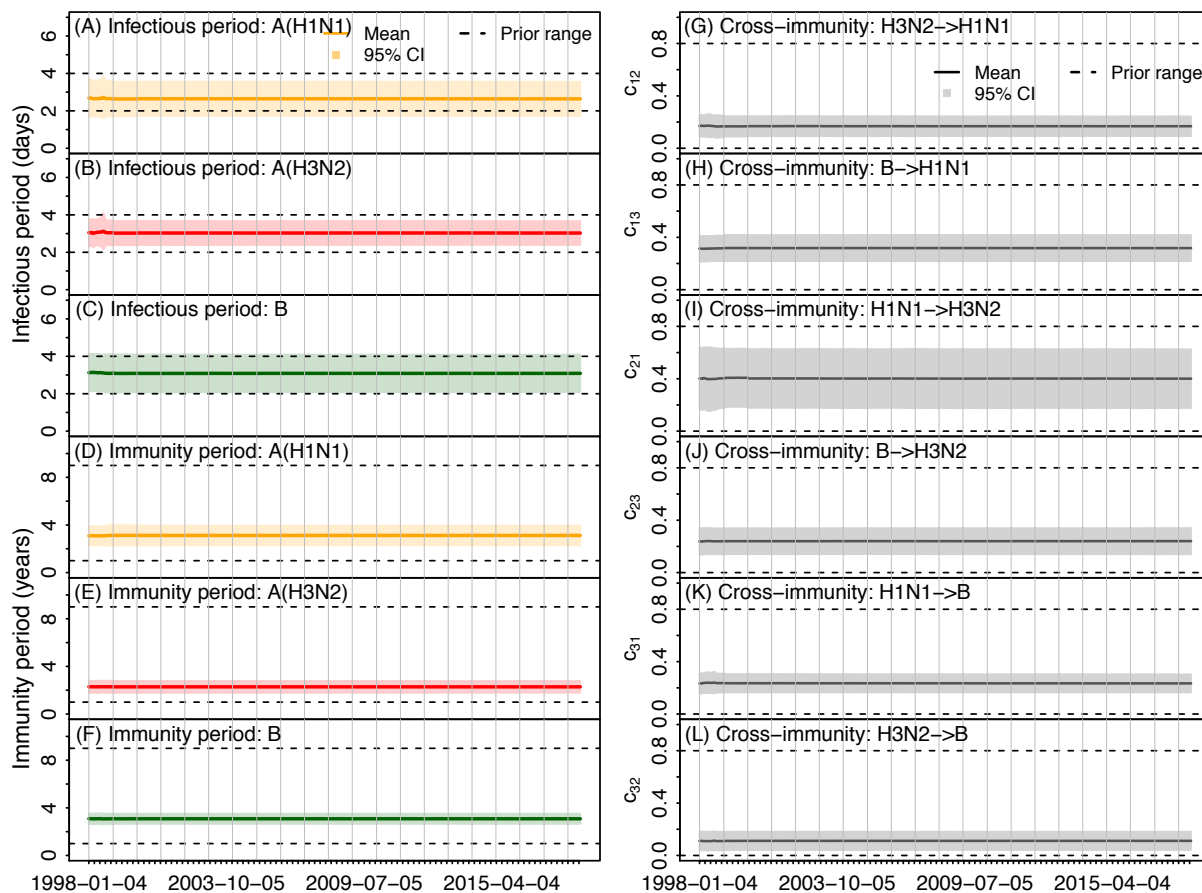 (A) Infectious period: A(H1N1)
Mean
95% CI
Prior range
0 2 4 6
(B) Infectious period: A(H3N2)
0 2 4 6
(C) Infectious period: B
0 2 4 6
Infectious period (days)
(D) Immunity period: A(H1N1)
0 4 8
(E) Immunity period: A(H3N2)
0 4 8
(F) Immunity period: B
0 4 8
Immunity period (years)
1998−01−04 2003−10−05 2009−07−05 2015−04−04
(G) Cross−immunity: H3N2−>H1N1
Mean
95% CI
Prior range
c12
0.0 0.4 0.8
(H) Cross−immunity: B−>H1N1
c13
0.0 0.4 0.8
(I) Cross−immunity: H1N1−>H3N2
c21
0.0 0.4 0.8
(J) Cross−immunity: B−>H3N2
c23
0.0 0.4 0.8
(K) Cross−immunity: H1N1−>B
c31
0.0 0.4 0.8
(L) Cross−immunity: H3N2−>B
c32
0.0 0.4 0.8
1998−01−04 2003−10−05 2009−07−05 2015−04−04